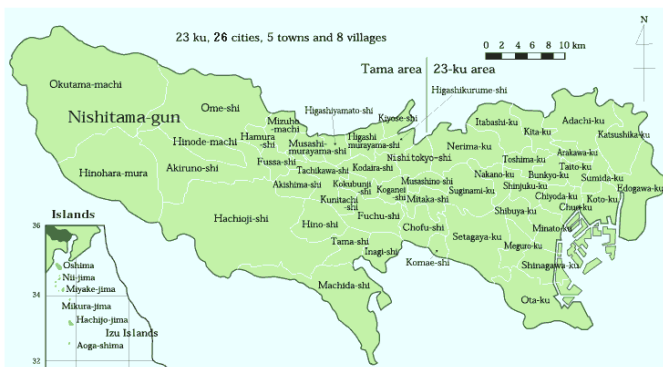 23 ku, 26 cities, 5 towns and 8 villages
N
0 2 4 6 8 10 km
Tama area
23-ku area
Higashikurume-shi
Okutama-machi
Nishitama-gun
Ome-shi
Higashiyamato-shi
Kiyose-shi
Itabashi-ku
Adachi-ku
Kita-ku
Katsushika-ku
Mizuho
-machi
Hinode-machi
Hamura
-shi
Musashi-
murayama-shi
Higashi
murayama-shi
Nerima-ku
Arakawa-ku
Toshima-ku
Taito-ku
Fussa-shi
Nishitokyo-shi
Hinohara-mura
Akiruno-shi
Tachikawa-shi
Kodaira-shi
Nakano-ku
Bunkyo-ku
Sumida-ku
Akishima-shi
Kokubunji
-shi
Koganei
-shi
Musashino-shi
Suginami-ku
Shinjuku-ku
Edogawa-ku
Kunitachi
-shi
Mitaka-shi
Chiyoda-ku
Koto-ku
Hachioji-shi
Fuchu-shi
Shibuya-ku
Chuo-ku
Hino-shi
Chofu-shi
Minato-ku
Tama-shi
Setagaya-ku
Meguro-ku
Inagi-shi
Komae-shi
Shinagawa-ku
Machida-shi
Ota-ku
Islands
36
Oshima
Nii-jima
Miyake-jima
34
Mikura-jima
Hachijo-jima
Izu Islands
Aoga-shima
32